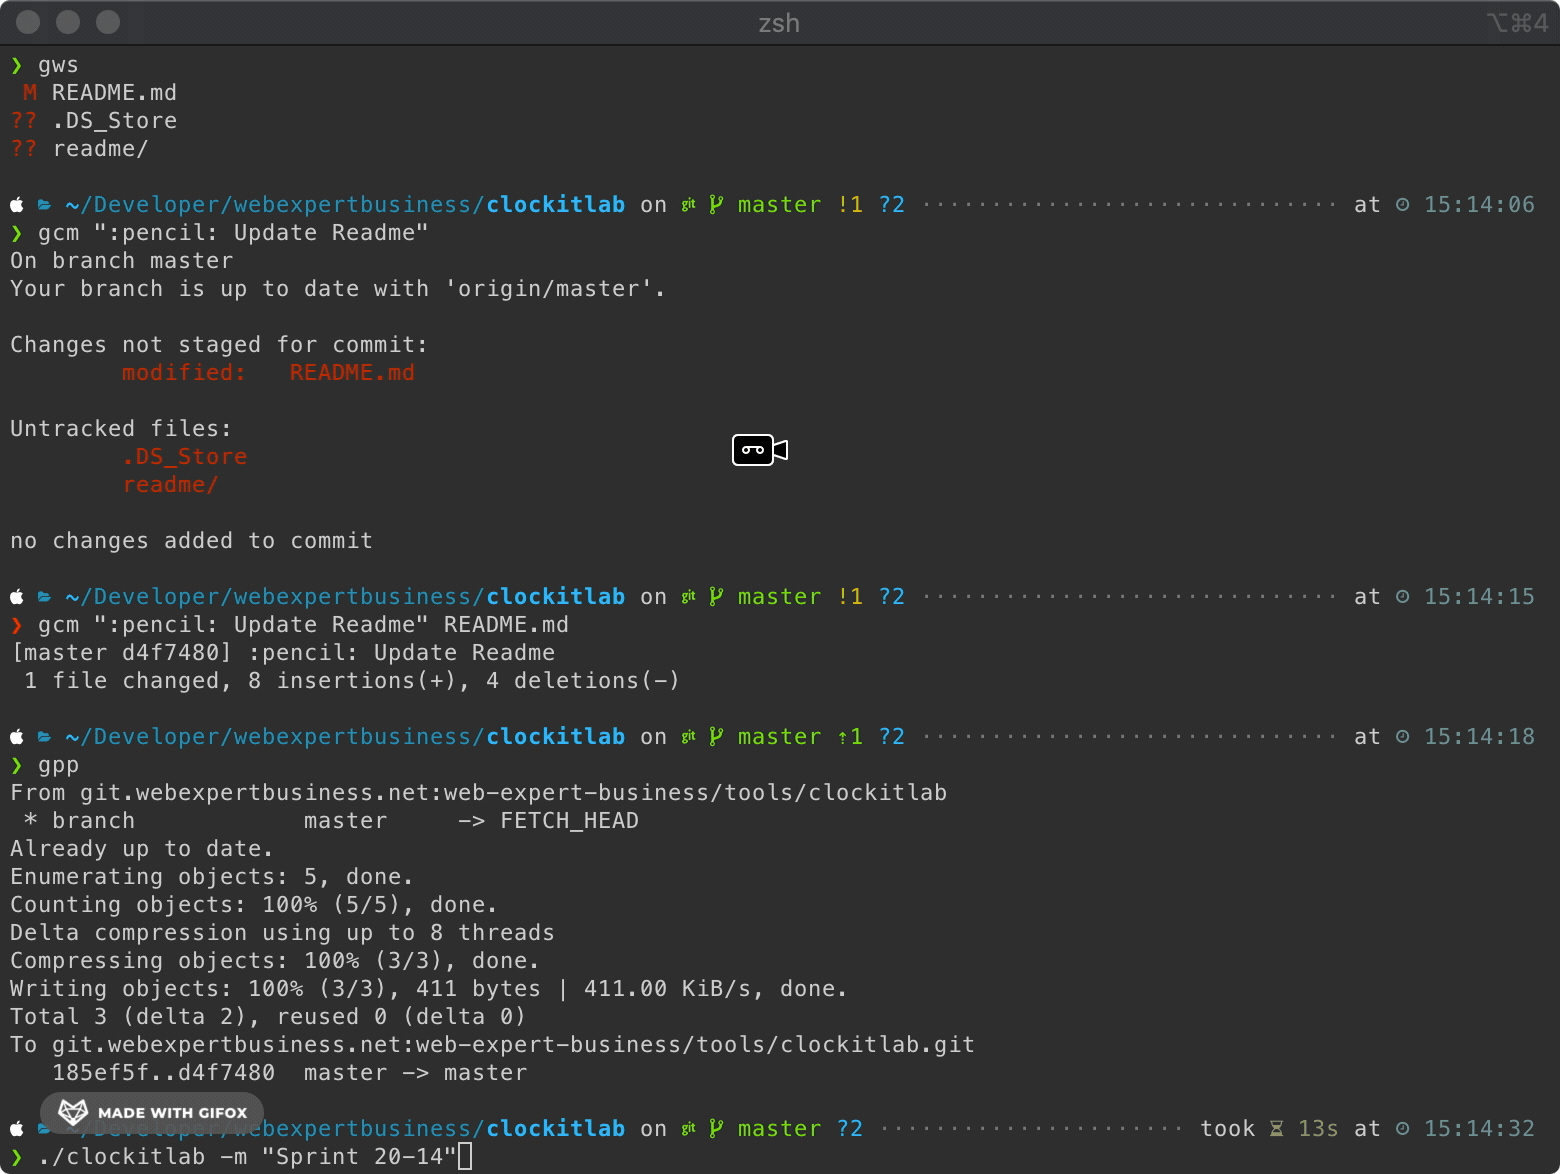 zsh
⌥⌘4
❯ gws
 M README.md
?? .DS_Store
?? readme/
~/Developer/webexpertbusiness/clockitlab on git master !1 ?2 ······························ at 15:14:06
❯ gcm ":pencil: Update Readme"
On branch master
Your branch is up to date with 'origin/master'.
Changes not staged for commit:
        modified:   README.md
Untracked files:
        .DS_Store
        readme/
no changes added to commit
~/Developer/webexpertbusiness/clockitlab on git master !1 ?2 ······························ at 15:14:15
❯ gcm ":pencil: Update Readme" README.md
[master d4f7480] :pencil: Update Readme
 1 file changed, 8 insertions(+), 4 deletions(-)
~/Developer/webexpertbusiness/clockitlab on git master ⇡1 ?2 ······························ at 15:14:18
❯ gpp
From git.webexpertbusiness.net:web-expert-business/tools/clockitlab
 * branch            master     -> FETCH_HEAD
Already up to date.
Enumerating objects: 5, done.
Counting objects: 100% (5/5), done.
Delta compression using up to 8 threads
Compressing objects: 100% (3/3), done.
Writing objects: 100% (3/3), 411 bytes | 411.00 KiB/s, done.
Total 3 (delta 2), reused 0 (delta 0)
To git.webexpertbusiness.net:web-expert-business/tools/clockitlab.git
   185ef5f..d4f7480  master -> master
MADE WITH GIFOX
~/Developer/webexpertbusiness/clockitlab on git master ?2 ······················ took 13s at 15:14:32
❯ ./clockitlab -m "Sprint 20-14"